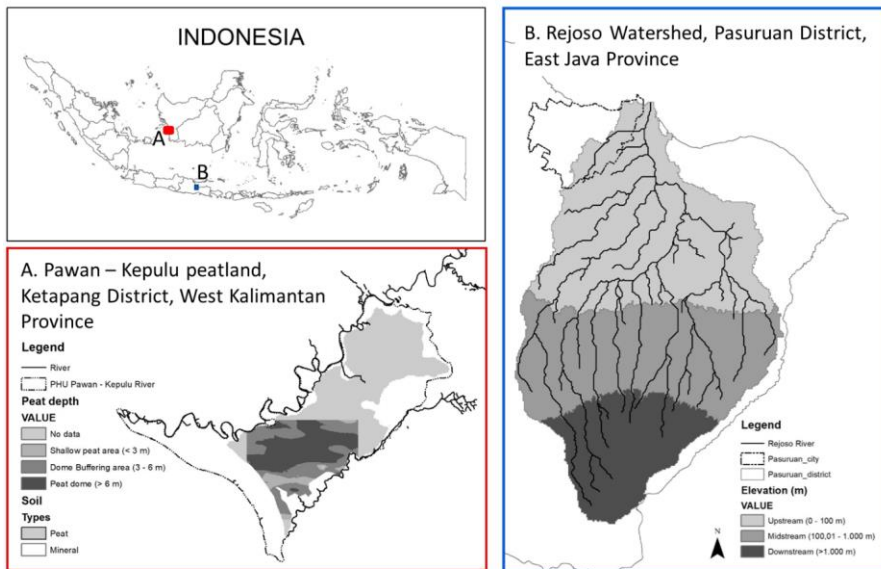 INDONESIA
A
B
A. Pawan – Kepulu peatland,
Ketapang District, West Kalimantan
Province
Legend
River
PHU Pawan - Kepulu River
Peat depth
VALUE
No data
Shallow peat area (< 3 m)
Dome Buffering area (3 - 6 m)
Peat dome (> 6 m)
Soil
Types
Peat
Mineral
B. Rejoso Watershed, Pasuruan District,
East Java Province
Legend
Rejoso River
Pasuruan_city
Pasuruan_district
Elevation (m)
VALUE
Upstream (0 - 100 m)
Midstream (100,01 - 1.000 m)
Downstream (>1.000 m)
N